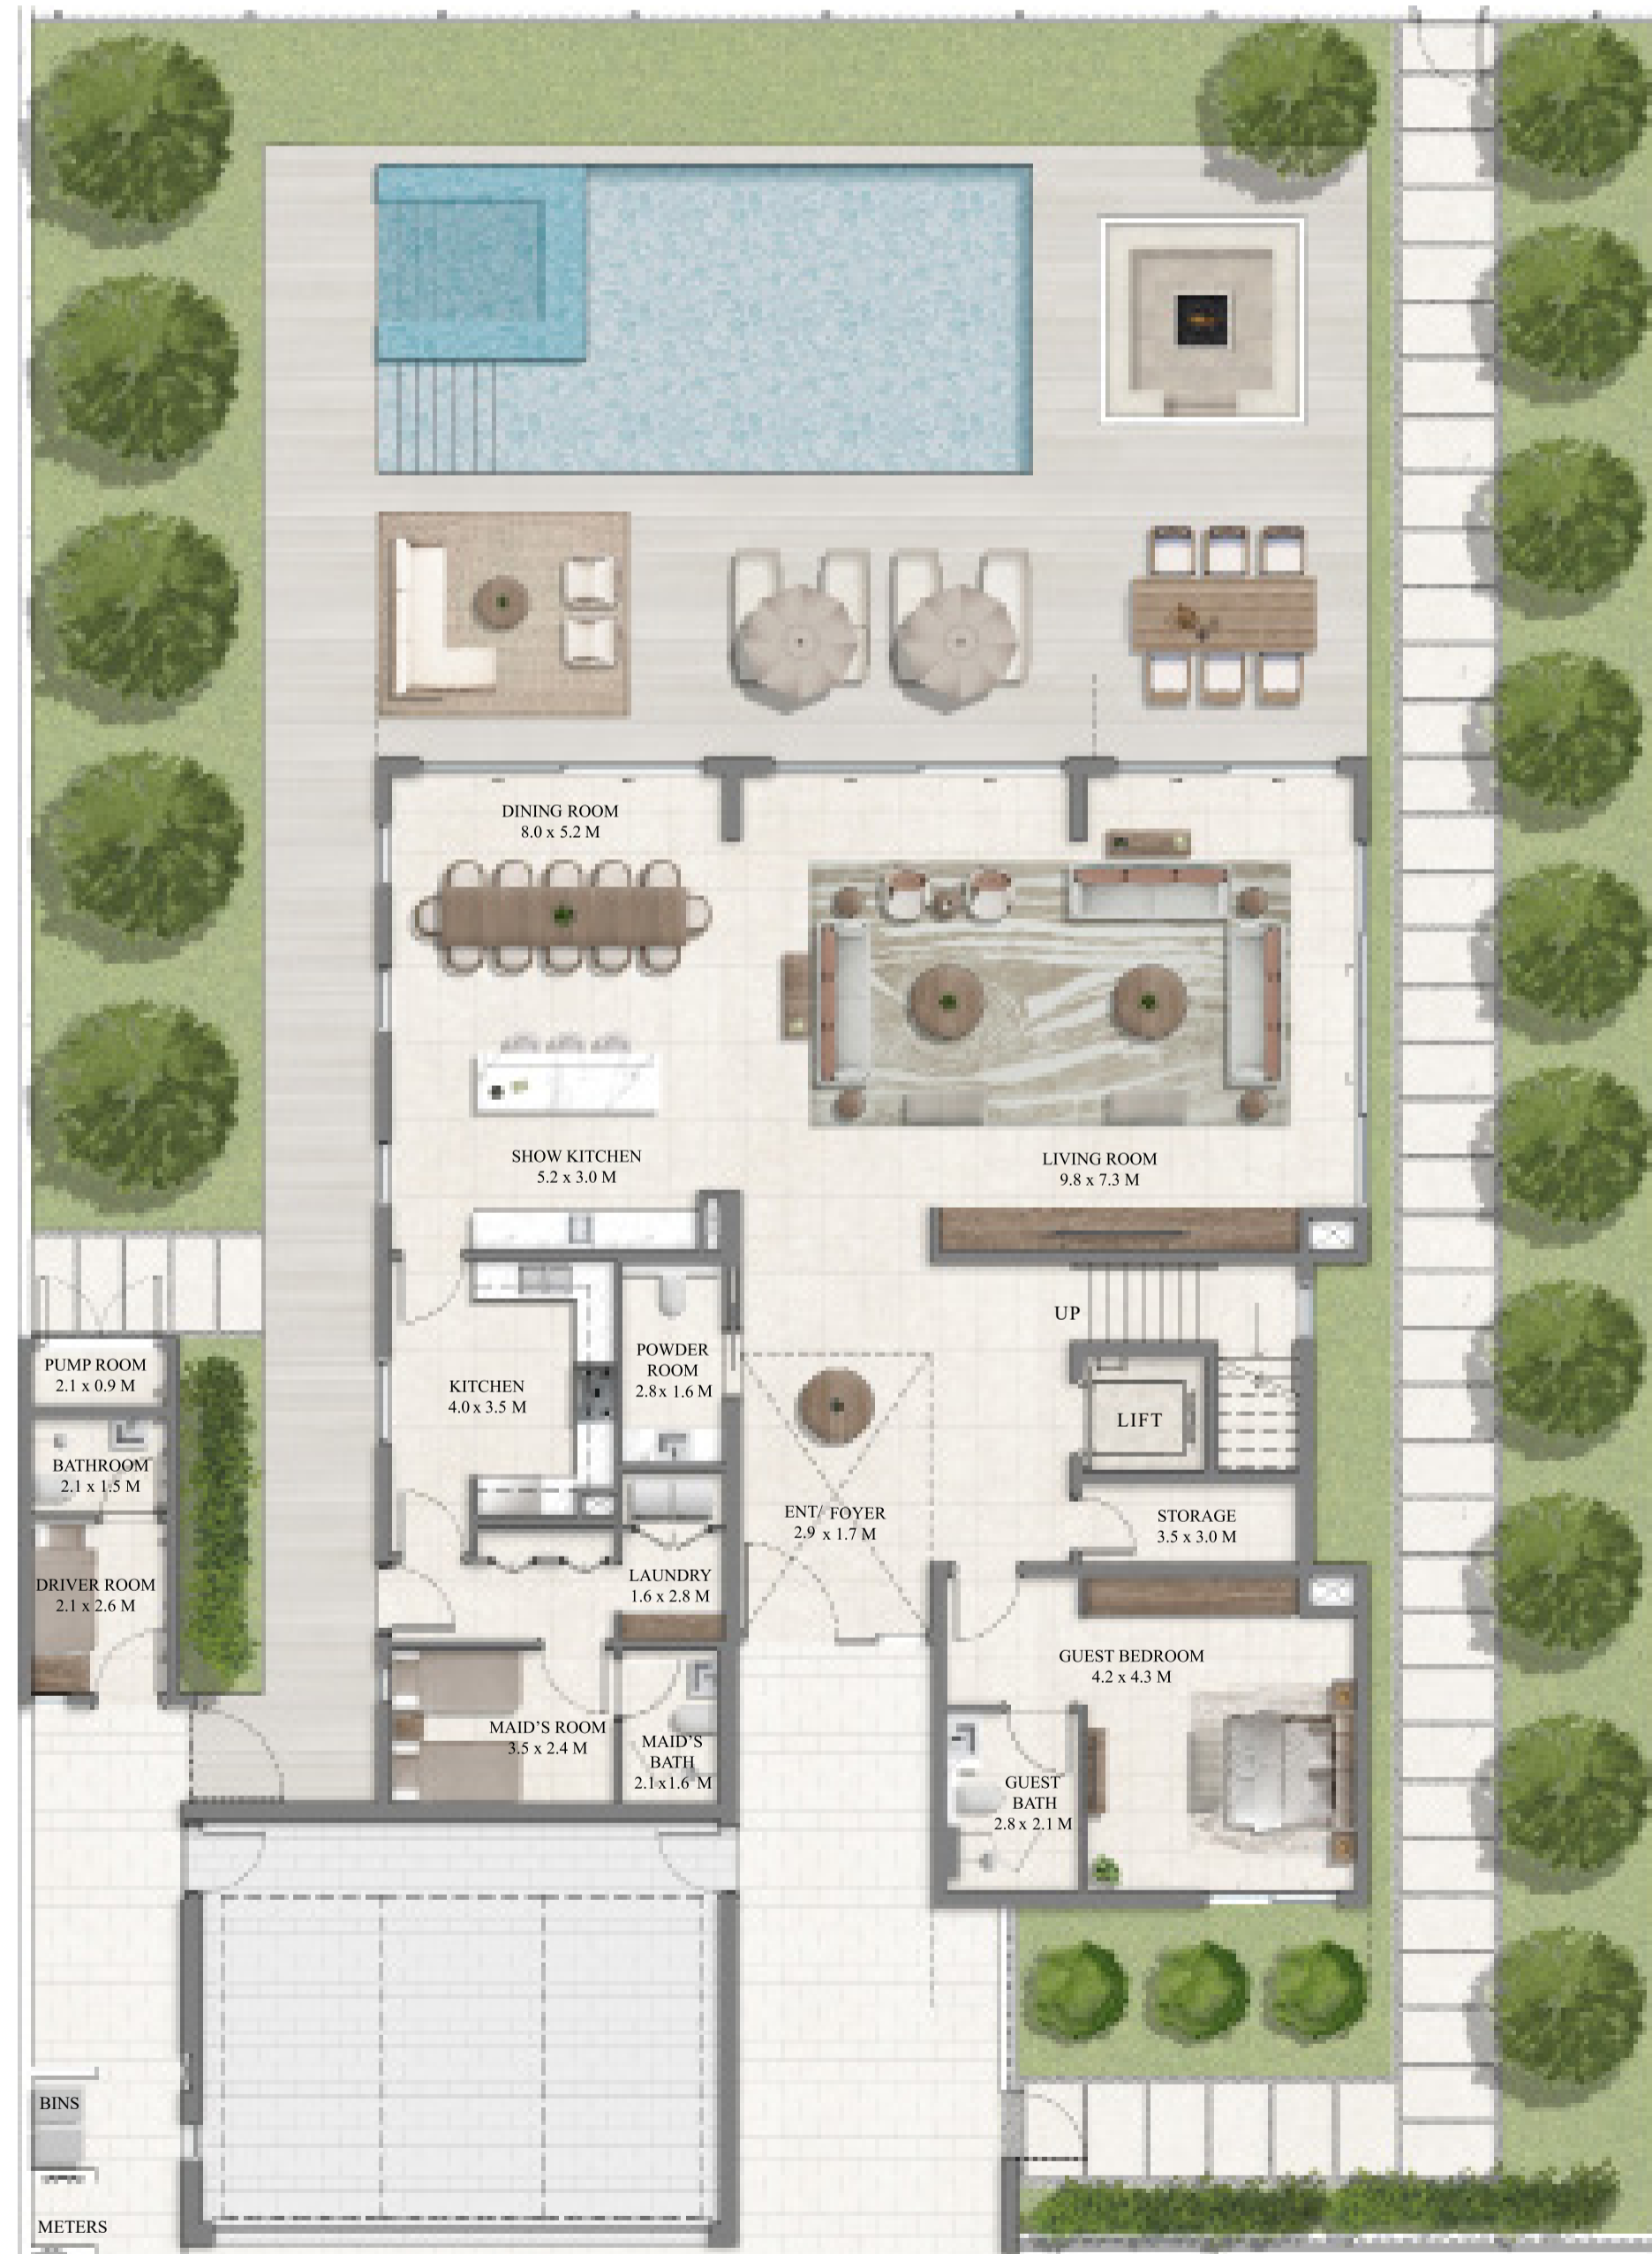 DINING ROOM
8.0 x 5.2 M
SHOW KITCHEN
5.2 x 3.0 M
LIVING ROOM
9.8 x 7.3 M
UP
POWDER
ROOM
2.8 x 1.6 M
PUMP ROOM
2.1 x 0.9 M
KITCHEN
4.0 x 3.5 M
LIFT
BATHROOM
2.1 x 1.5 M
ENT/ FOYER
2.9 x 1.7 M
STORAGE
3.5 x 3.0 M
DRIVER ROOM
2.1 x 2.6 M
LAUNDRY
1.6 x 2.8 M
GUEST BEDROOM
4.2 x 4.3 M
MAID'S ROOM
3.5 x 2.4 M
MAID'S
BATH
2.1 x1.6 M
GUEST
BATH
2.8 x 2.1 M
BINS
METERS